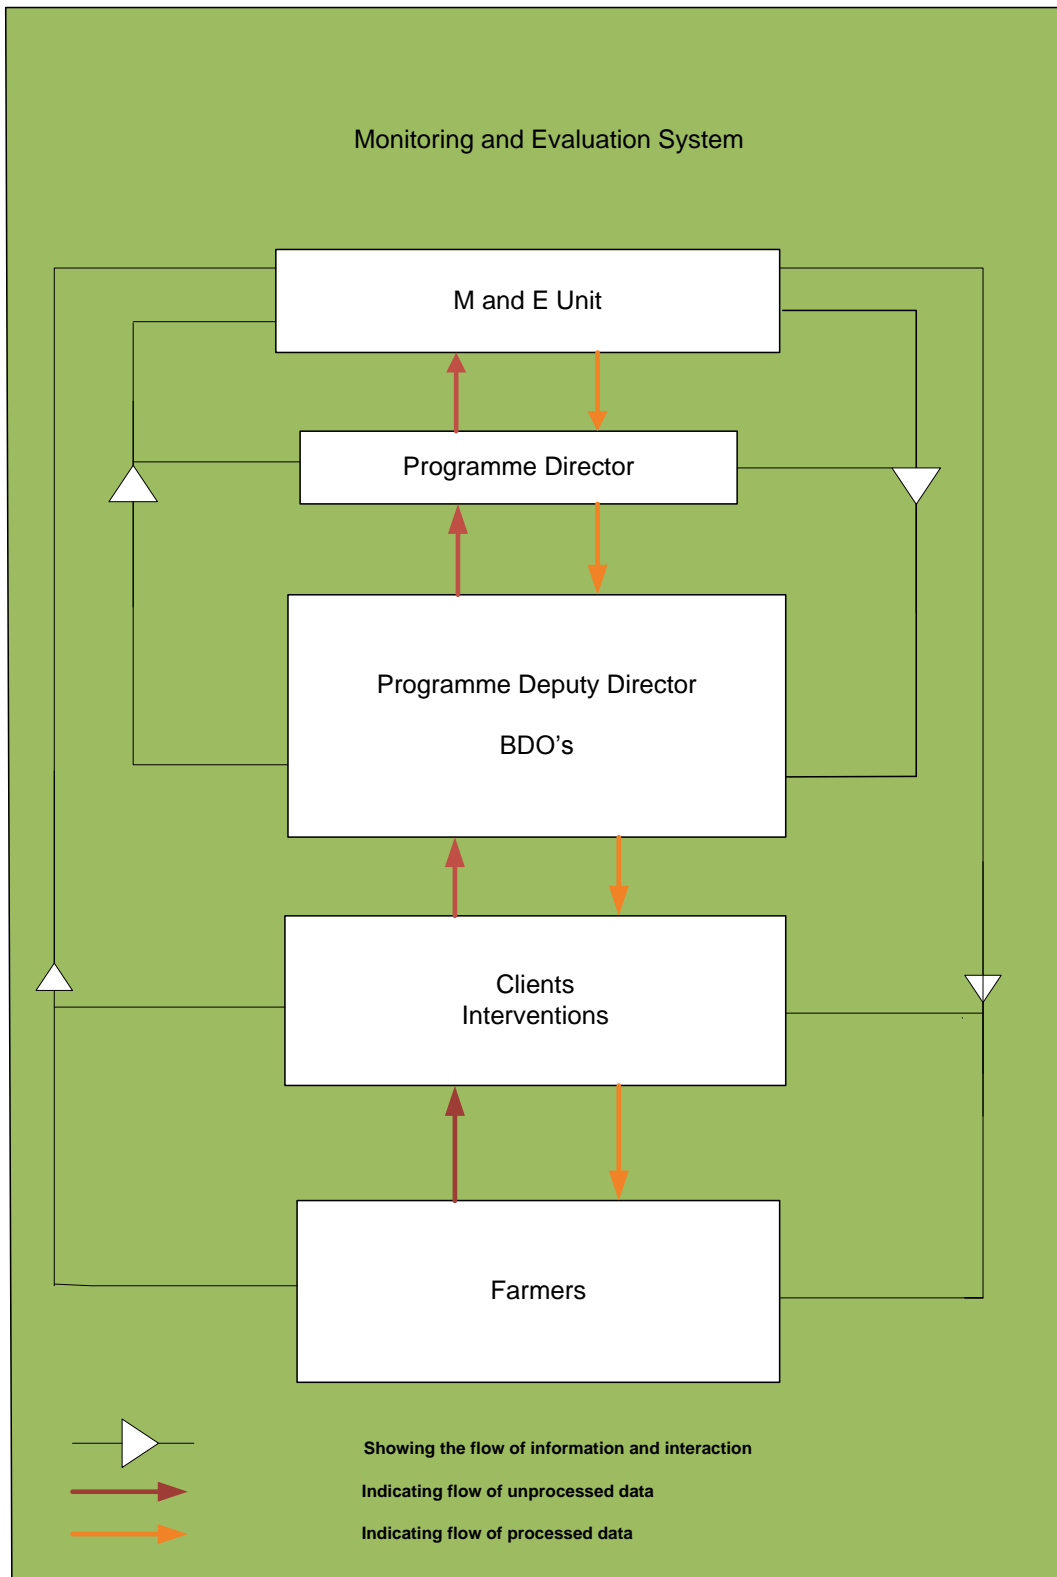 Monitoring and Evaluation System
M and E Unit
Programme Director
Programme Deputy Director
BDO’s
Clients
Interventions
Farmers
Showing the flow of information and interaction
Indicating flow of unprocessed data
Indicating flow of processed data